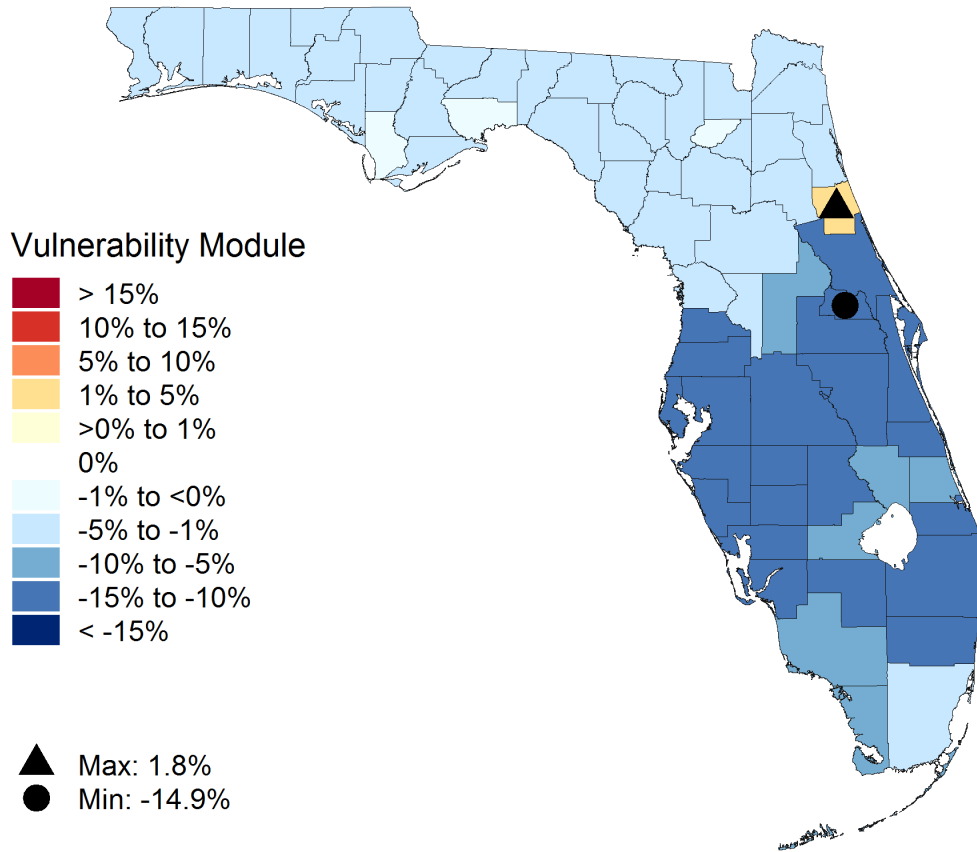 Vulnerability Module
> 15%
10% to 15%
5% to 10%
1% to 5%
>0% to 1%
0%
-1% to <0%
-5% to -1%
-10% to -5%
-15% to -10%
< -15%
Max: 1.8%
Min: -14.9%